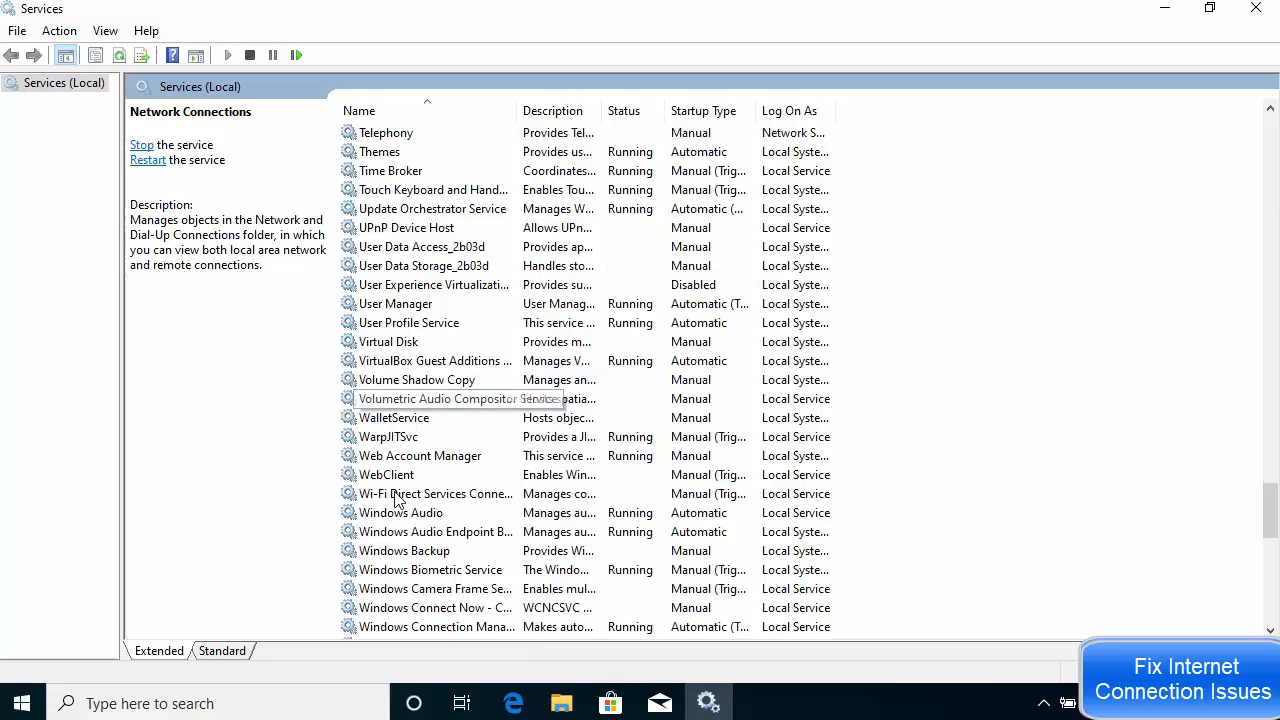 Services
File Action View Help
Services (Local)
Services (Local)
Network Connections
Stop the service
Restart the service
Description:
Manages objects in the Network and
Dial-Up Connections folder, in which
you can view both local area network
and remote connections.
Name Description Status Startup Type Log On As
Telephony Provides Tel... Manual Network S...
Themes Provides us... Running Automatic Local Syste...
Time Broker Coordinates... Running Manual (Trig... Local Service
Touch Keyboard and Hand... Enables Tou... Running Manual (Trig... Local Syste...
Update Orchestrator Service Manages W... Running Automatic (... Local Syste...
UPnP Device Host Allows UPn... Manual Local Service
User Data Access_2b03d Provides ap... Manual Local Syste...
User Data Storage_2b03d Handles sto... Manual Local Syste...
User Experience Virtualizati... Provides su... Disabled Local Syste...
User Manager User Manag... Running Automatic (T... Local Syste...
User Profile Service This service ... Running Automatic Local Syste...
Virtual Disk Provides m... Manual Local Syste...
VirtualBox Guest Additions ... Manages V... Running Automatic Local Syste...
Volume Shadow Copy Manages an... Manual Local Syste...
Volumetric Audio Compositor Service patia... Manual Local Service
WalletService Hosts objec... Manual Local Syste...
WarpJITSvc Provides a JI... Running Manual (Trig... Local Service
Web Account Manager This service ... Running Manual Local Syste...
WebClient Enables Win... Manual (Trig... Local Service
Wi-Fi Direct Services Conne... Manages co... Manual (Trig... Local Service
Windows Audio Manages au... Running Automatic Local Service
Windows Audio Endpoint B... Manages au... Running Automatic Local Syste...
Windows Backup Provides Wi... Manual Local Syste...
Windows Biometric Service The Windo... Running Manual (Trig... Local Syste...
Windows Camera Frame Se... Enables mul... Manual (Trig... Local Service
Windows Connect Now - C... WCNCSVC ... Manual Local Service
Windows Connection Mana... Makes auto... Running Automatic (T... Local Service
Extended Standard
Fix Internet
Connection Issues
Type here to search